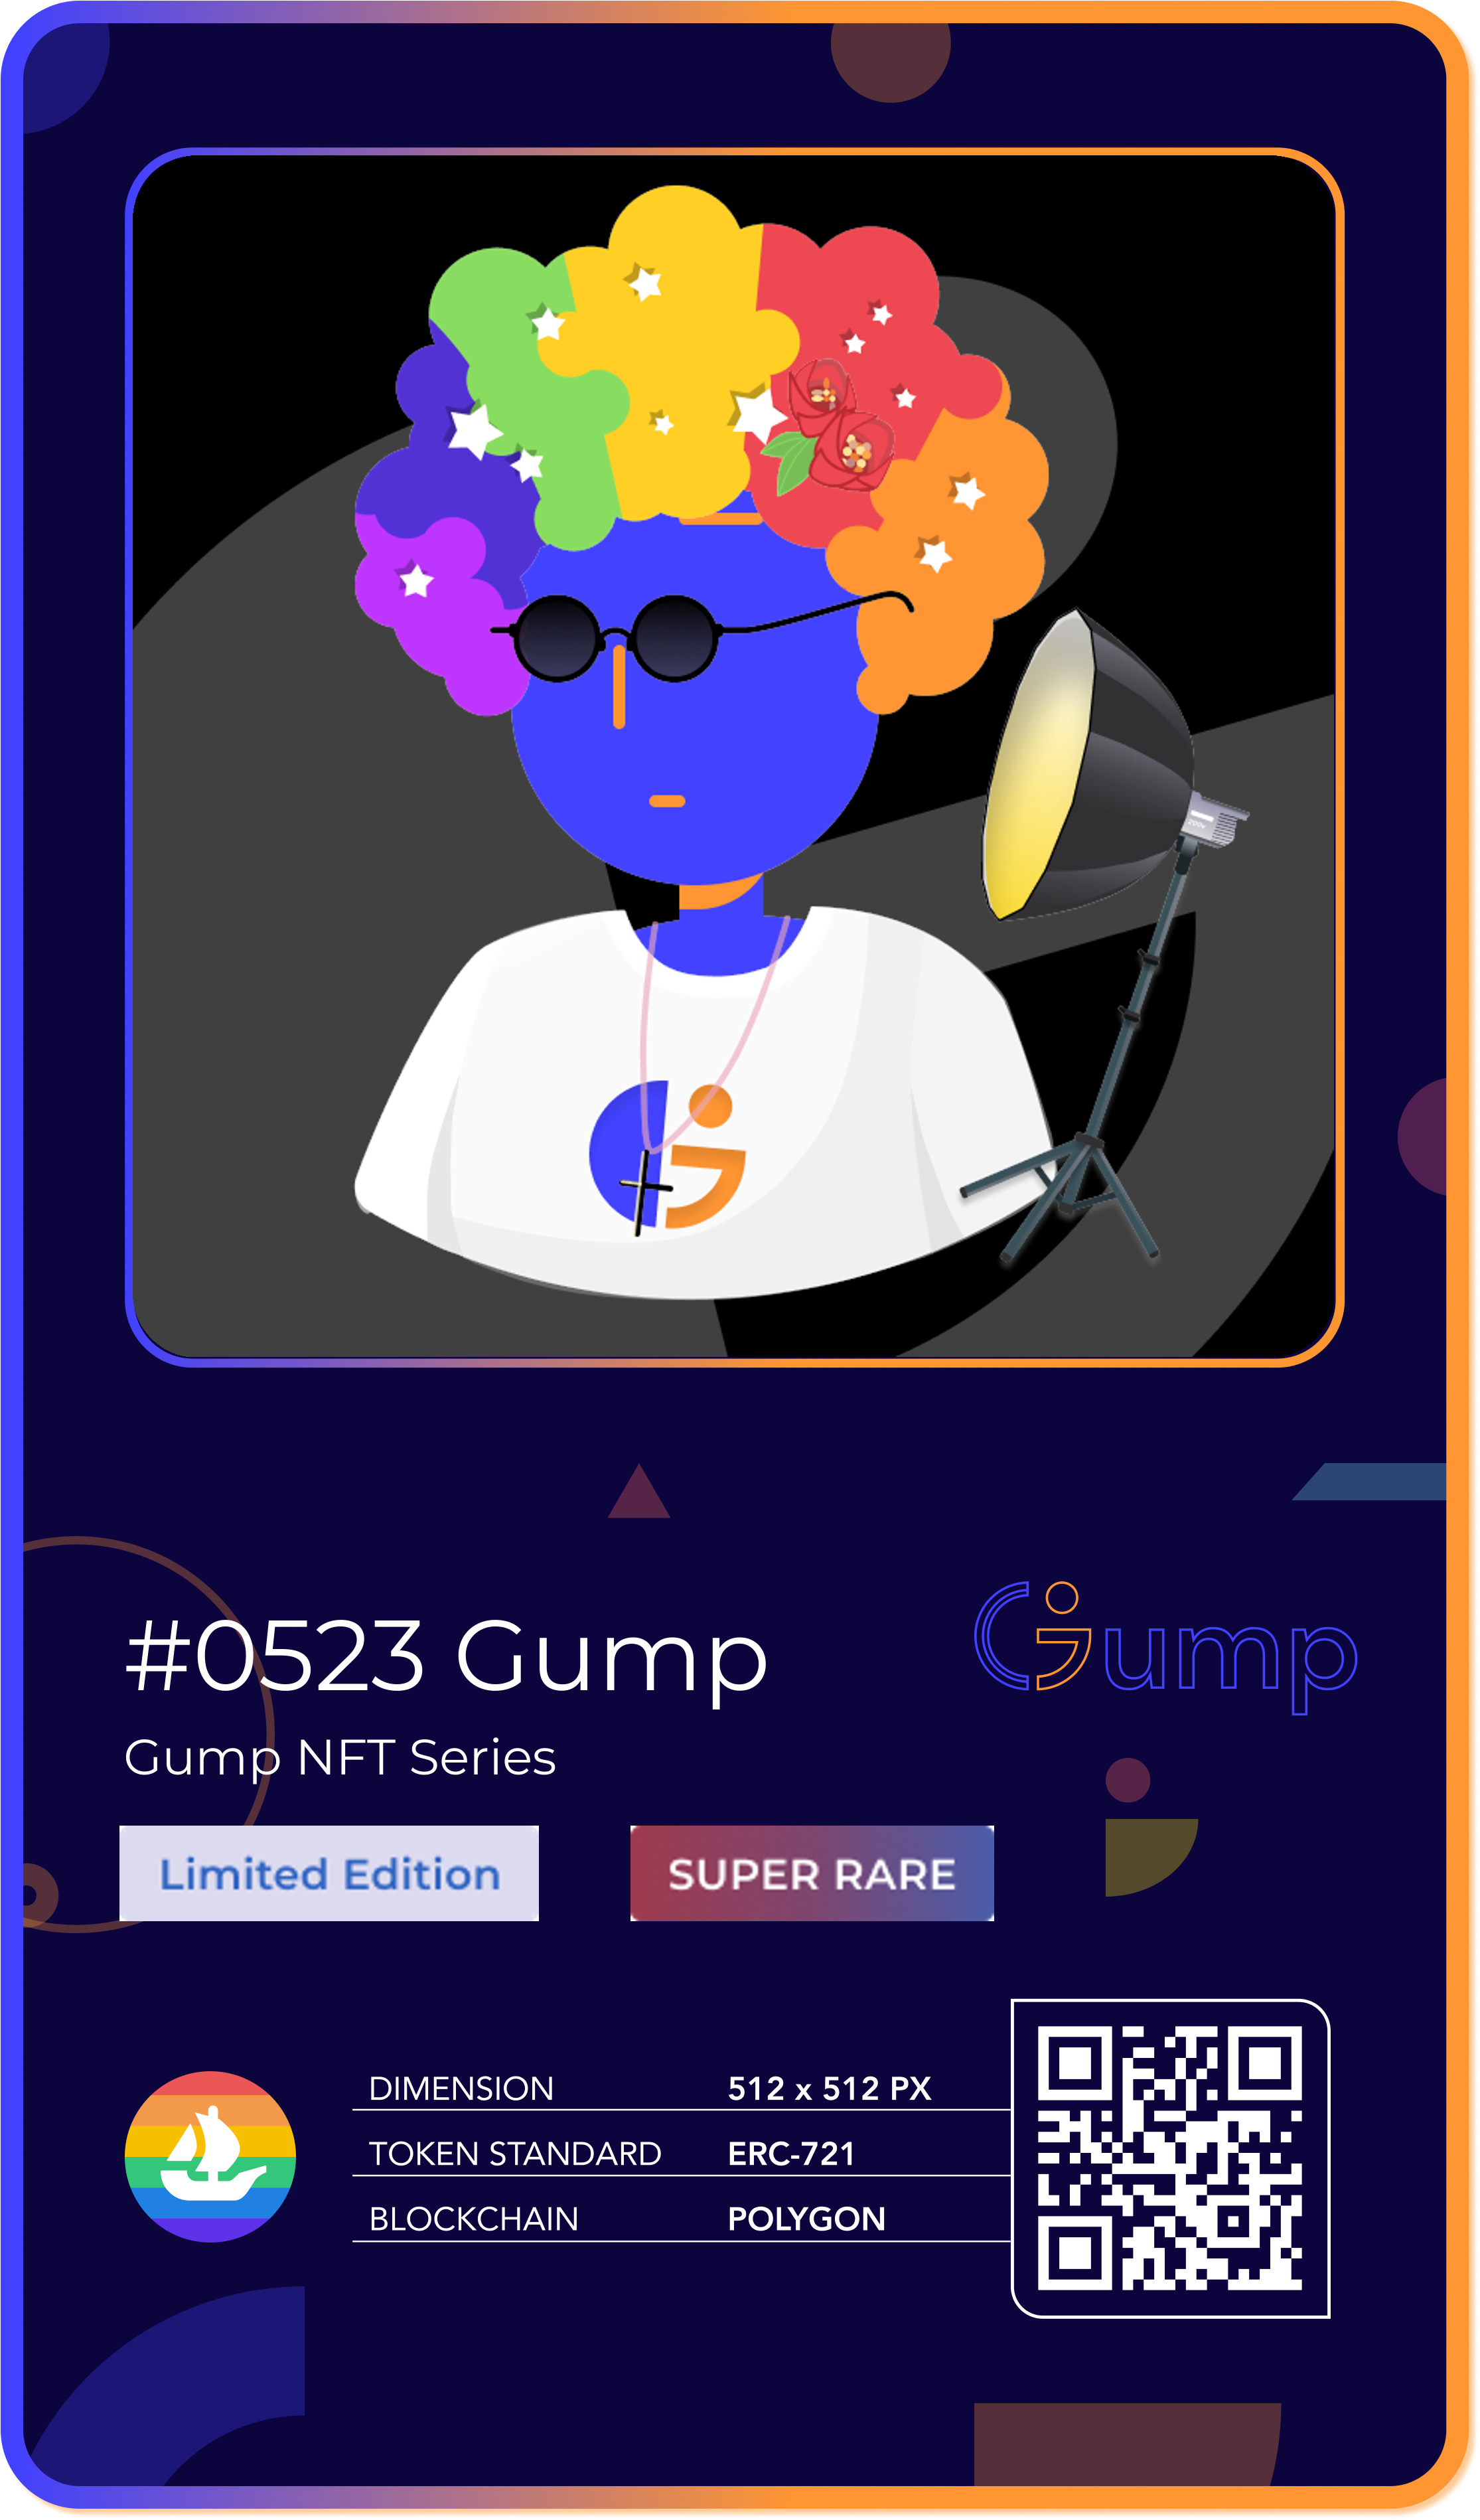 #0523 Gump
Gump
Gump NFT Series
Limited Edition
SUPER RARE
DIMENSION 512 x 512 PX
TOKEN STANDARD ERC-721
BLOCKCHAIN POLYGON